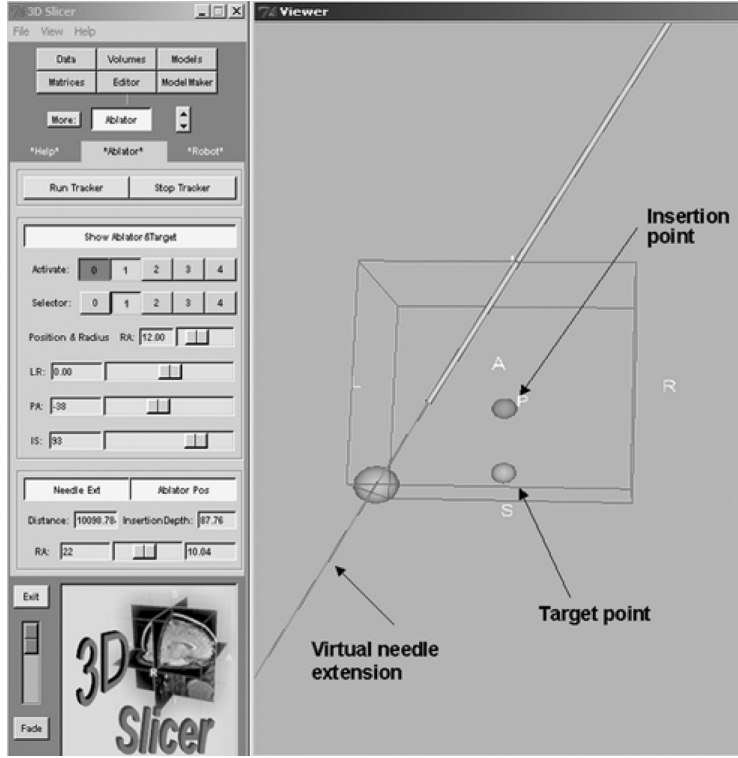 3D Slicer
File View Help
Data Volumes Models
Matrices Editor Model Maker
More: Ablator
*Help* *Ablator* *Robot*
Run Tracker Stop Tracker
Show Ablator&Target
Activate: 0 1 2 3 4
Selector: 0 1 2 3 4
Position & Radius RA: 12.00
LR: 0.00
PA: -38
IS: 93
Needle Ext Ablator Pos
Distance: 10098.78 Insertion Depth: 87.76
RA: 22 10.04
Exit
Fade
3D
Slicer
Viewer
Insertion
point
A
P
L
R
S
Target point
Virtual needle
extension